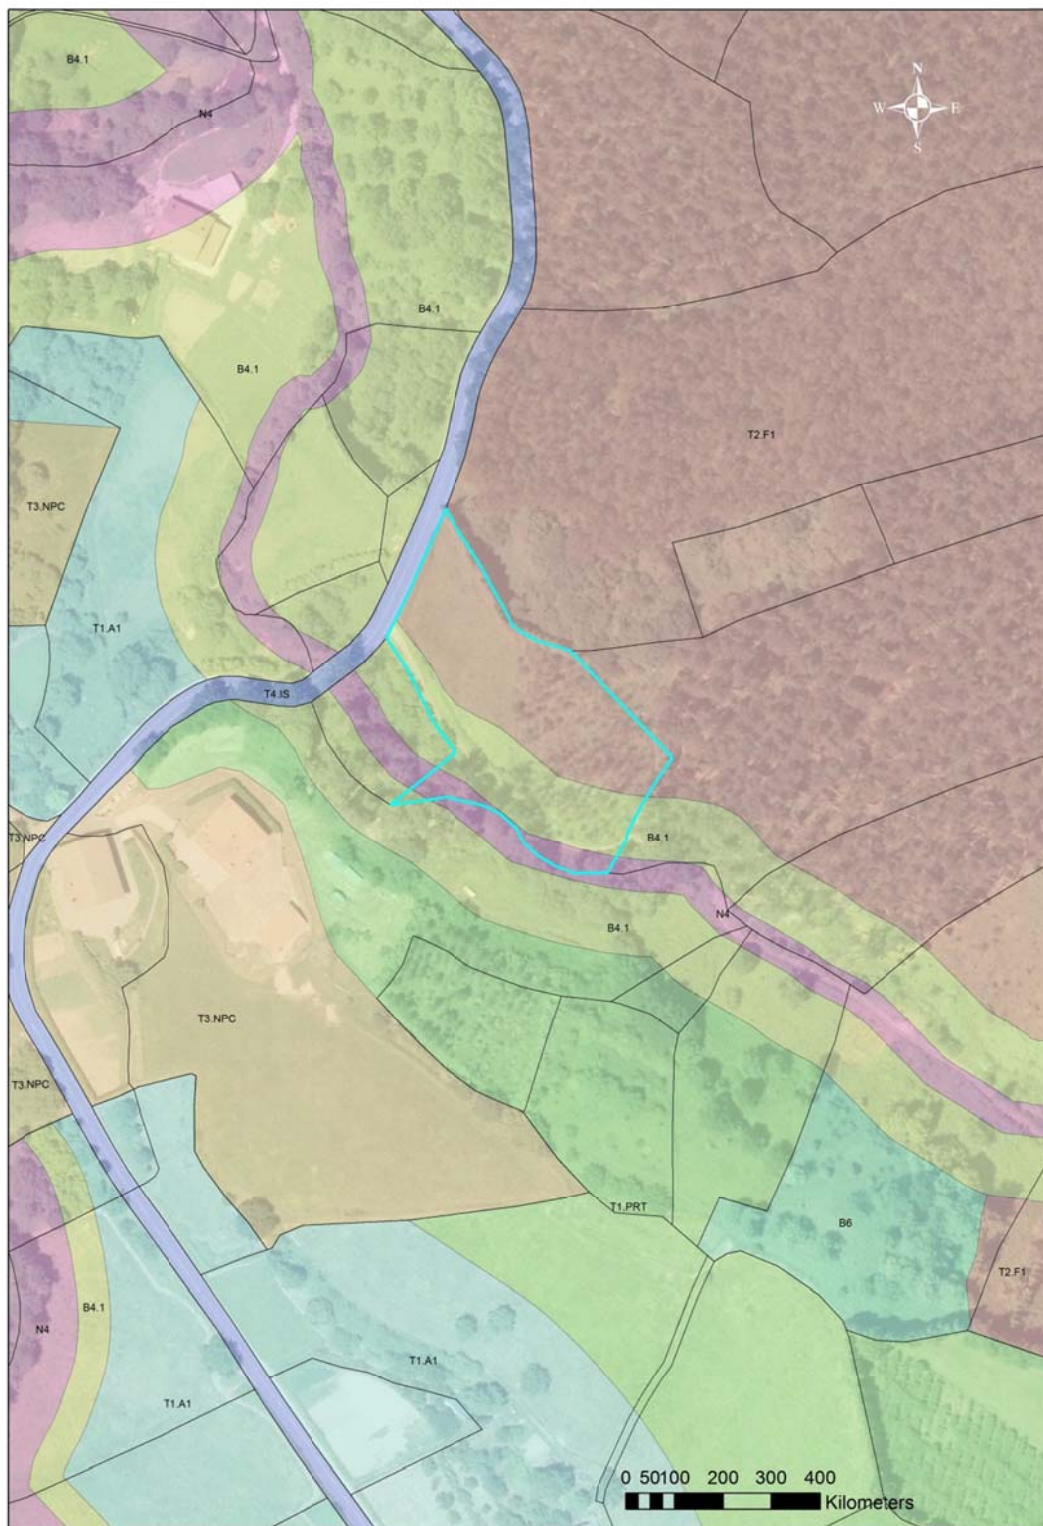 B4.1
N4
N
W E
S
B4.1
B4.1
T2.F1
T3.NPC
T1.A1
T4.IS
T3.NPC
B4.1
N4
B4.1
T3.NPC
T3.NPC
T1.PRT
B6
T2.F1
B4.1
N4
T1.A1
T1.A1
0 50 100 200 300 400
Kilometers